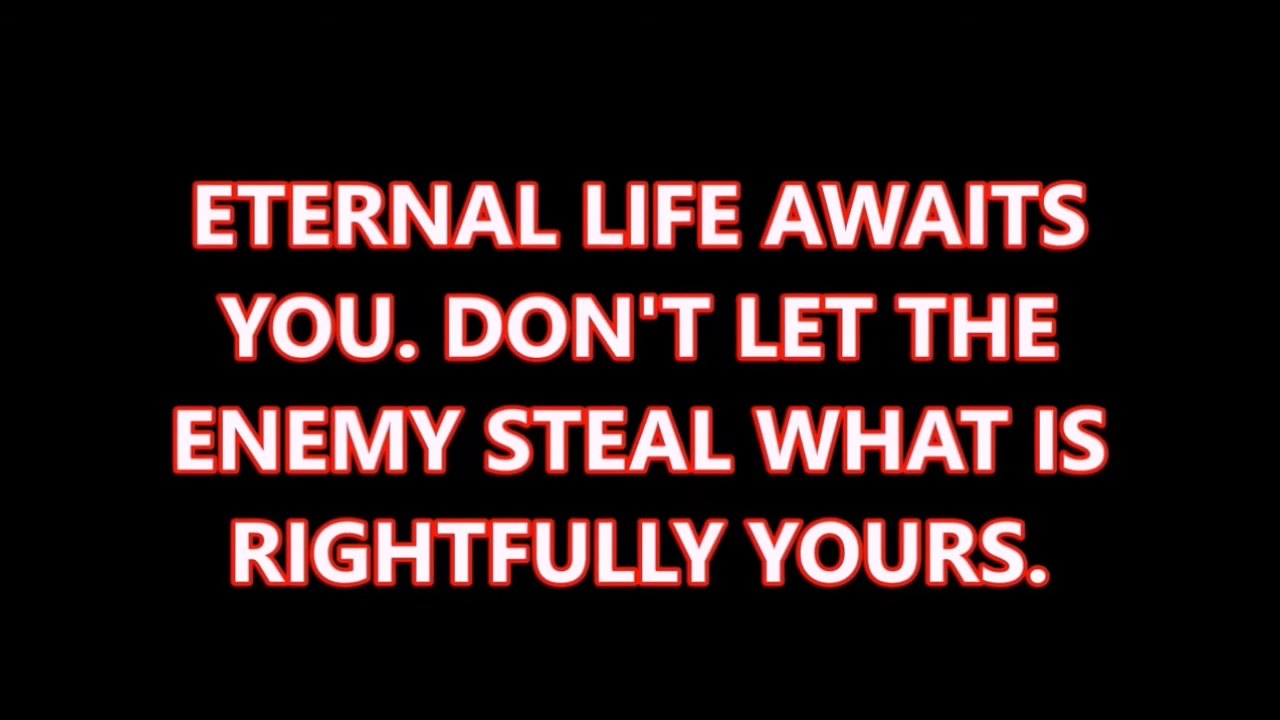 ETERNAL LIFE AWAITS
YOU. DON'T LET THE
ENEMY STEAL WHAT IS
RIGHTFULLY YOURS.